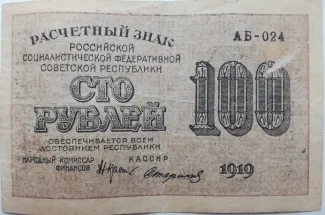 РАСЧЕТНЫЙ ЗНАК
РОССИЙСКОЙ
СОЦИАЛИСТИЧЕСКОЙ ФЕДЕРАТИВНОЙ
СОВЕТСКОЙ РЕСПУБЛИКИ
АБ-024
СТО
РУБЛЕЙ
100
ОБЕСПЕЧИВАЕТСЯ ВСЕМ
ДОСТОЯНИЕМ РЕСПУБЛИКИ
НАРОДНЫЙ КОМИССАР
ФИНАНСОВ
КАССИР
1919